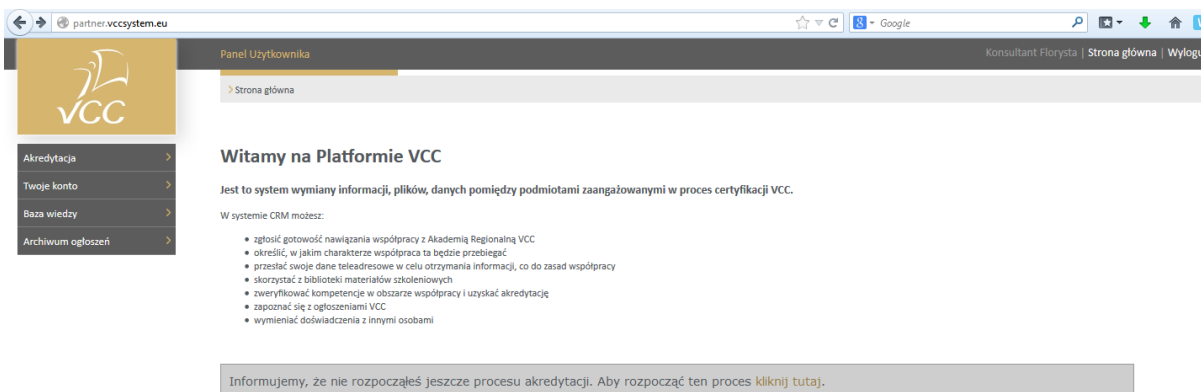 partner.vccsystem.eu
Google
Panel Użytkownika
Konsultant Florysta | Strona główna | Wylogu
VCC
Strona główna
Akredytacja
Twoje konto
Baza wiedzy
Archiwum ogłoszeń
Witamy na Platformie VCC
Jest to system wymiany informacji, plików, danych pomiędzy podmiotami zaangażowanymi w proces certyfikacji VCC.
W systemie CRM możesz:
zgłosić gotowość nawiązania współpracy z Akademią Regionalną VCC
określić, w jakim charakterze współpraca ta będzie przebiegać
przesłać swoje dane teleadresowe w celu otrzymania informacji, co do zasad współpracy
skorzystać z biblioteki materiałów szkoleniowych
zweryfikować kompetencje w obszarze współpracy i uzyskać akredytację
zapoznać się z ogłoszeniami VCC
wymieniać doświadczenia z innymi osobami
Informujemy, że nie rozpocząłeś jeszcze procesu akredytacji. Aby rozpocząć ten proces kliknij tutaj.